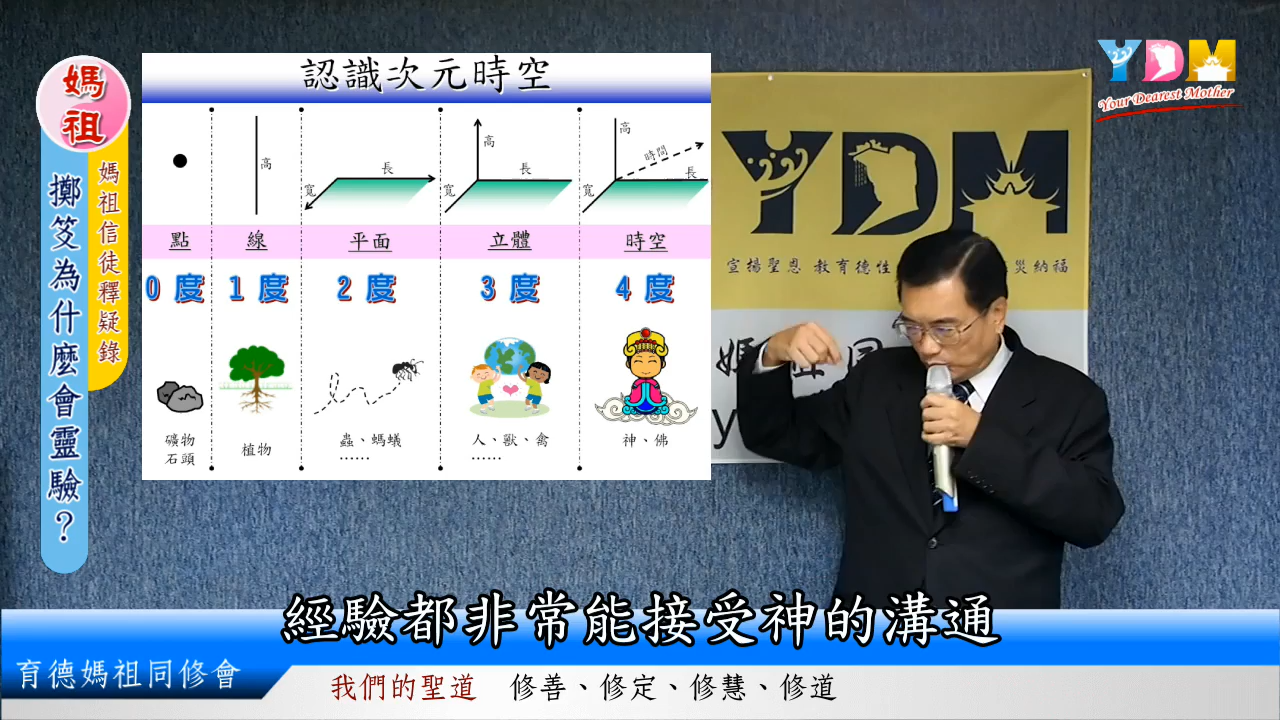 媽祖
媽祖信徒釋疑錄
擲筊為什麼會靈驗？
認識次元時空
高
長
寬
高
長
寬
高
時間
長
寬
點
線
平面
立體
時空
0度
1度
2度
3度
4度
礦物
石頭
植物
蟲、螞蟻
……
人、獸、禽
……
神、佛
YDM
Your Dearest Mother
YDM
宣揚聖恩 教育德性
災納福
y
經驗都非常能接受神的溝通
育德媽祖同修會
我們的聖道 修善、修定、修慧、修道